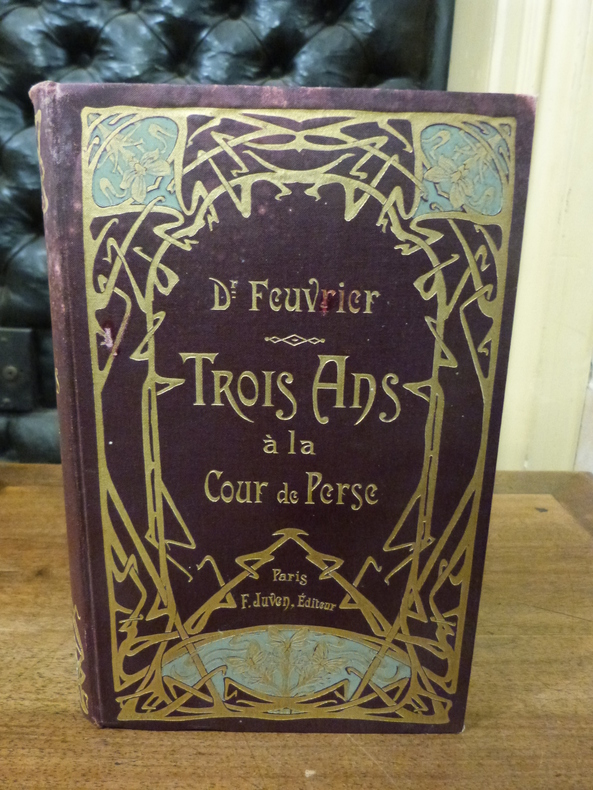 Dr Feuvrier
Trois Ans
à la
Cour de Perse
Paris
F. Juven, Éditeur